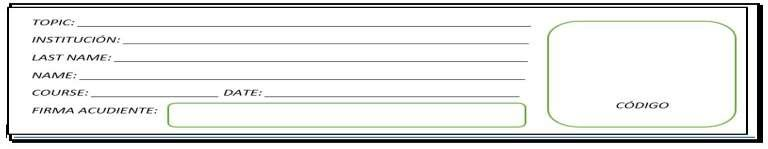 TOPIC:
INSTITUCIÓN:
LAST NAME:
NAME:
COURSE: DATE:
FIRMA ACUDIENTE:
CÓDIGO